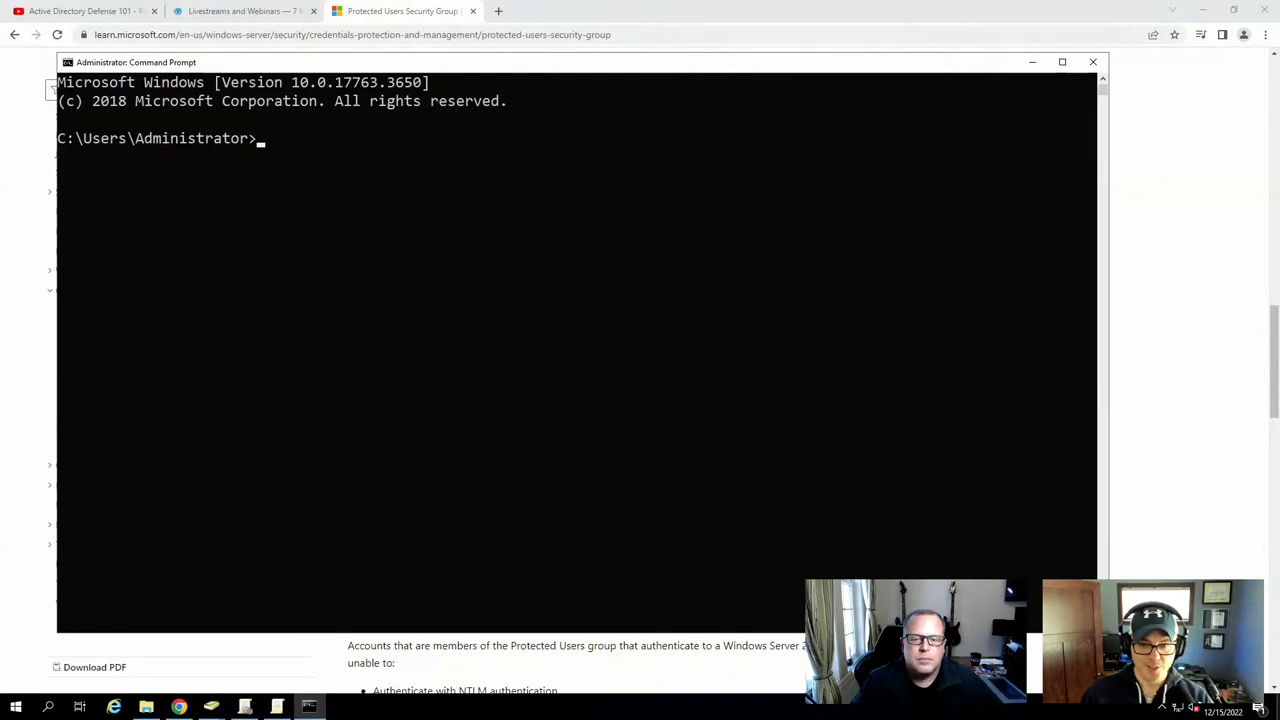 Active Directory Defense 101 -
Livestreams and Webinars — 7
Protected Users Security Group
learn.microsoft.com/en-us/windows-server/security/credentials-protection-and-management/protected-users-security-group
Administrator: Command Prompt
Microsoft Windows [Version 10.0.17763.3650]
(c) 2018 Microsoft Corporation. All rights reserved.
C:\Users\Administrator>
Accounts that are members of the Protected Users group that authenticate to a Windows Server
unable to:
Download PDF
• Authenticate with NTLM authentication
12/15/2022